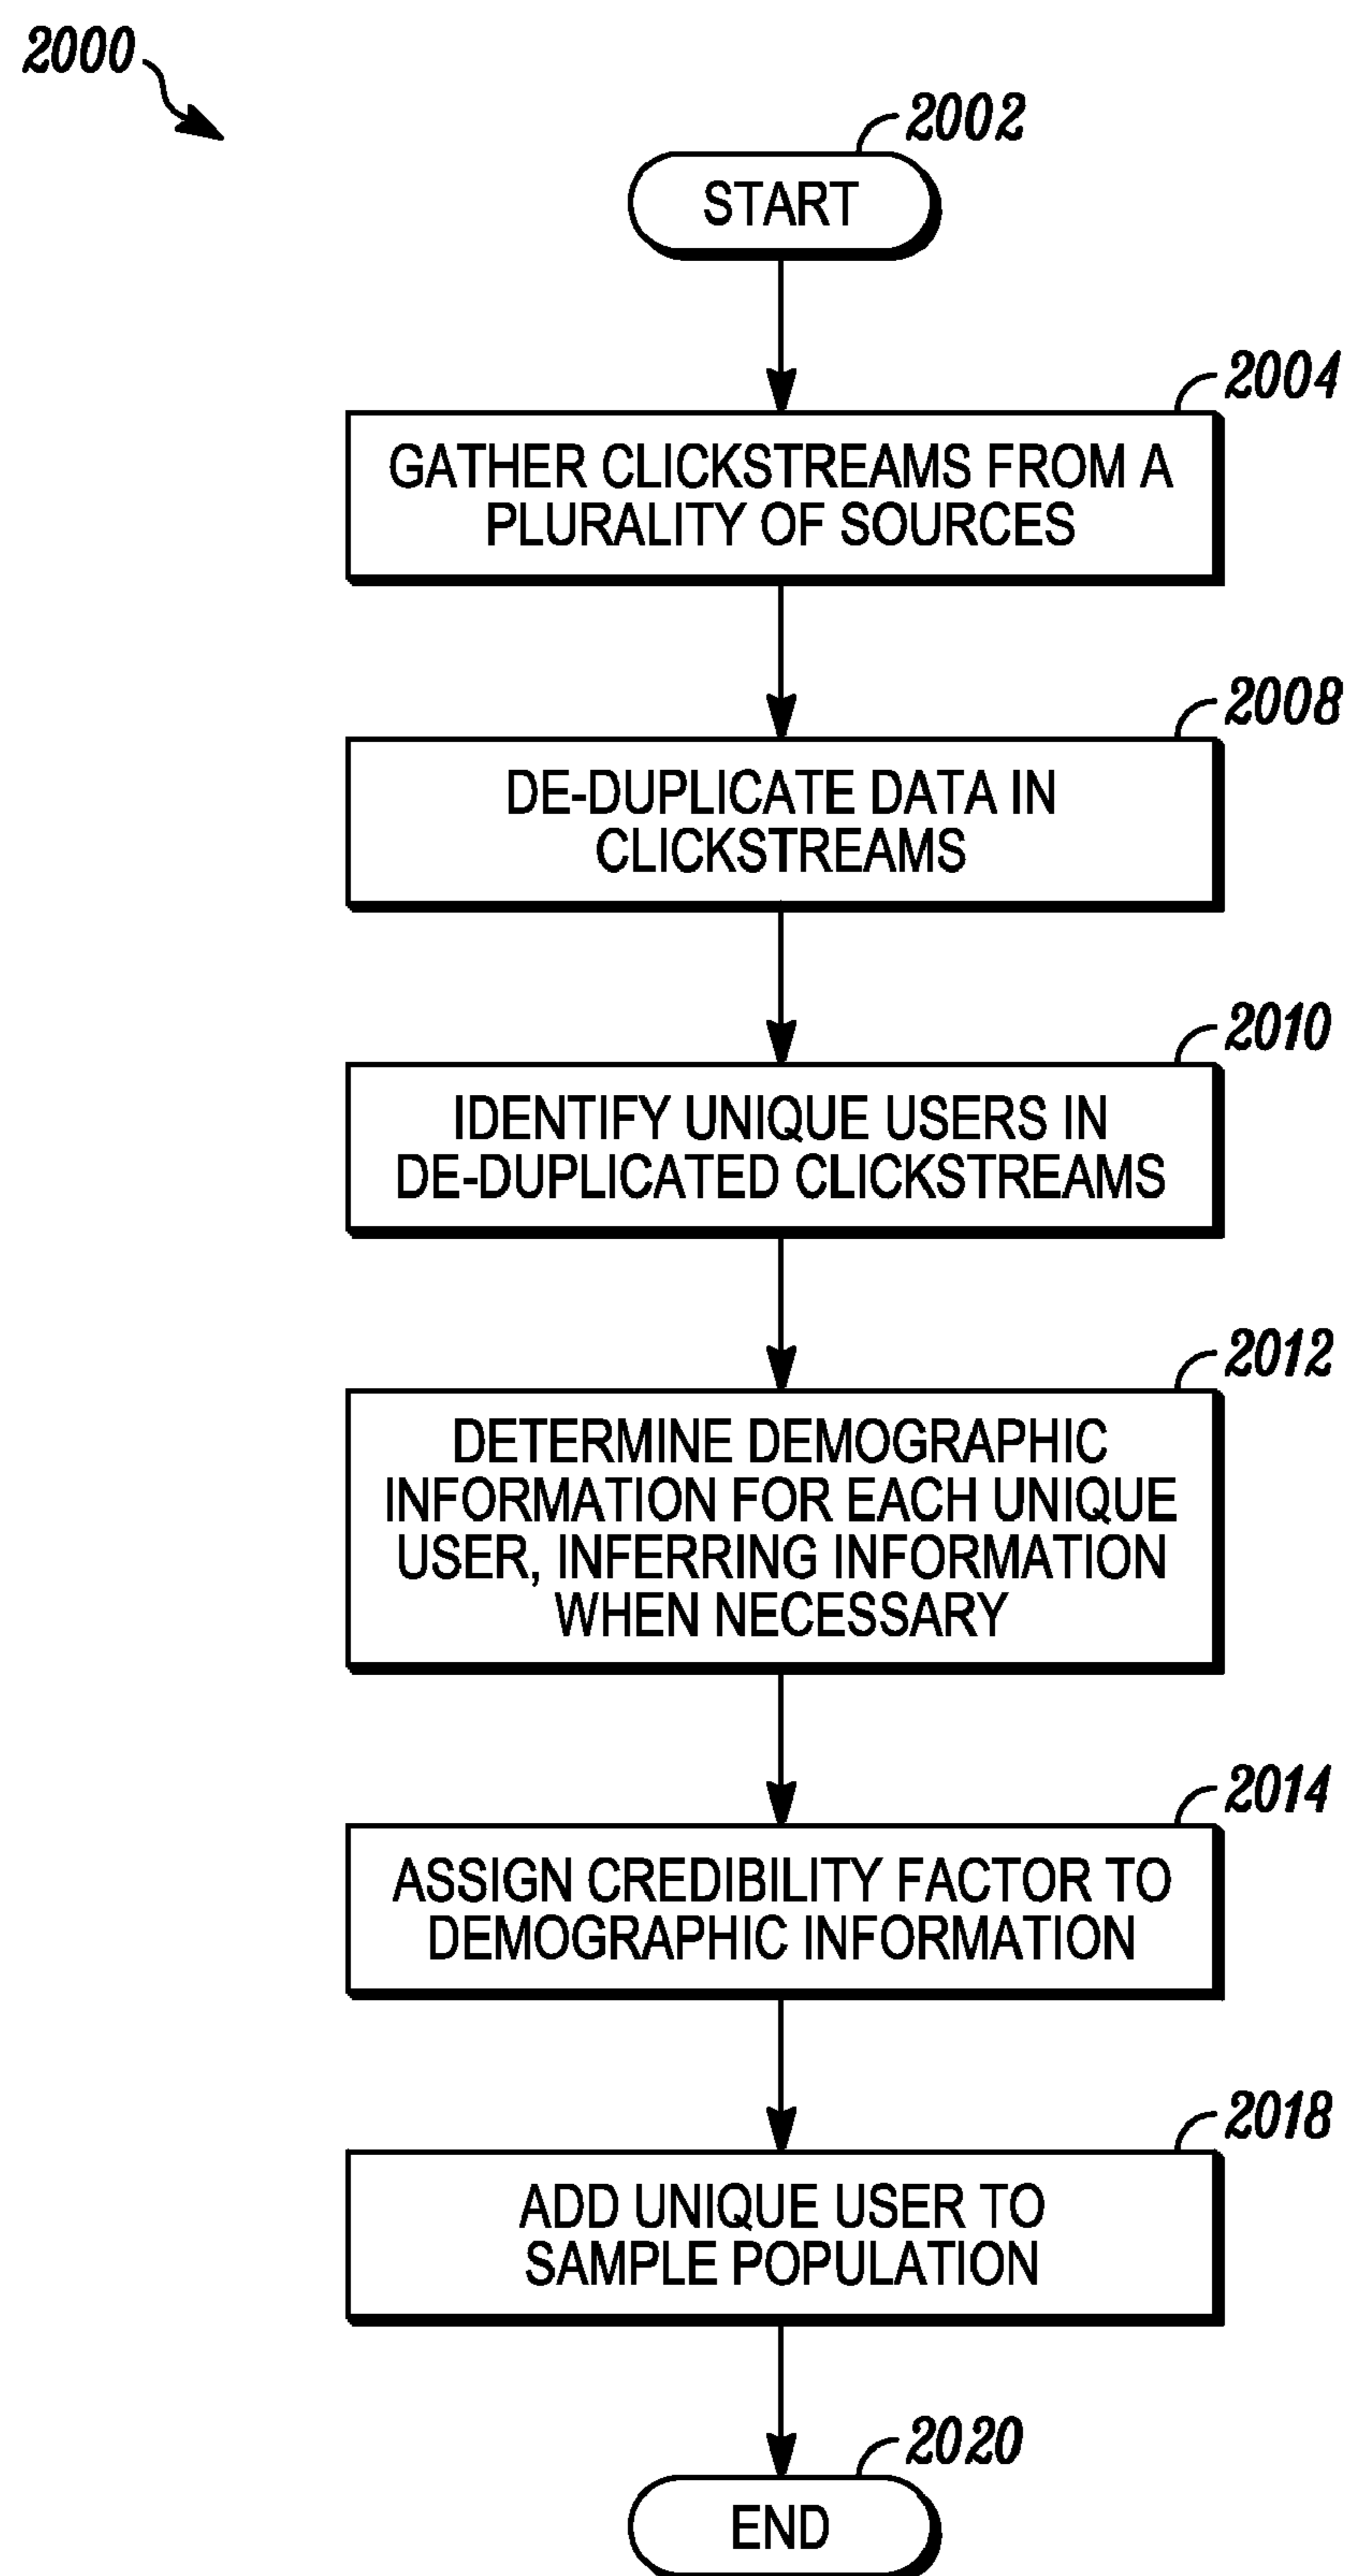 2000
2002
START
2004
GATHER CLICKSTREAMS FROM A
PLURALITY OF SOURCES
2008
DE-DUPLICATE DATA IN
CLICKSTREAMS
2010
IDENTIFY UNIQUE USERS IN
DE-DUPLICATED CLICKSTREAMS
2012
DETERMINE DEMOGRAPHIC
INFORMATION FOR EACH UNIQUE
USER, INFERRING INFORMATION
WHEN NECESSARY
2014
ASSIGN CREDIBILITY FACTOR TO
DEMOGRAPHIC INFORMATION
2018
ADD UNIQUE USER TO
SAMPLE POPULATION
2020
END